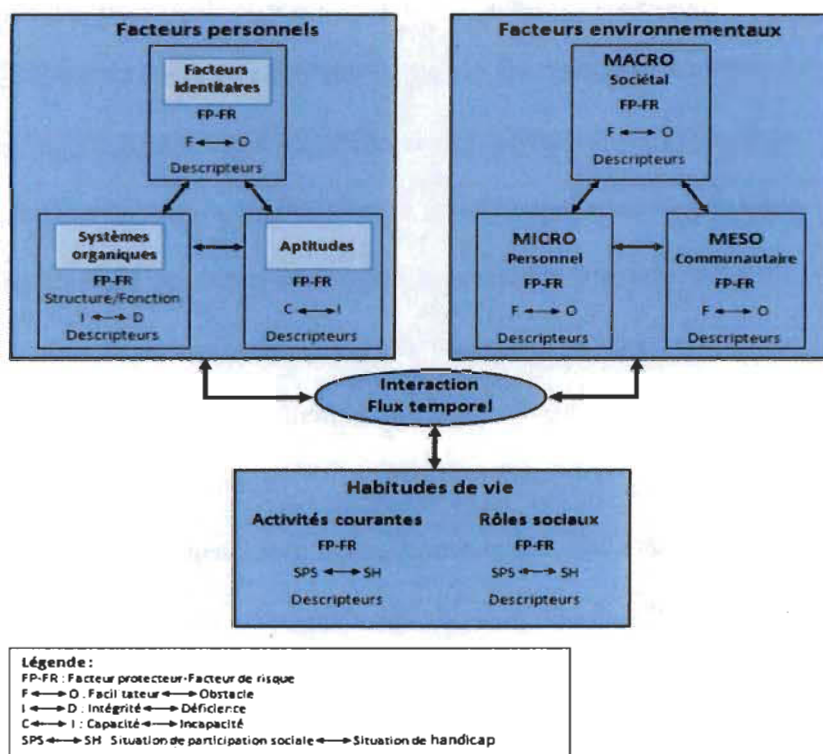 Facteurs personnels
Facteurs
identitaires
FP-FR
F ↔ O
Descripteurs
Systèmes
organiques
FP-FR
Structure/Fonction
I ↔ D
Descripteurs
Aptitudes
FP-FR
C ↔ I
Descripteurs
Facteurs environnementaux
MACRO
Sociétal
FP-FR
F ↔ O
Descripteurs
MICRO
Personnel
FP-FR
F ↔ O
Descripteurs
MESO
Communautaire
FP-FR
F ↔ O
Descripteurs
Interaction
Flux temporel
Habitudes de vie
Activités courantes
FP-FR
SPS ↔ SH
Descripteurs
Rôles sociaux
FP-FR
SPS ↔ SH
Descripteurs
Légende :
FP-FR : Facteur protecteur-Facteur de risque
F ↔ O : Facil tateur ↔ Obstacle
I ↔ D : Intégrité ↔ Déficience
C ↔ I : Capacité ↔ Incapacité
SPS ↔ SH Situation de participation sociale ↔ Situation de handicap